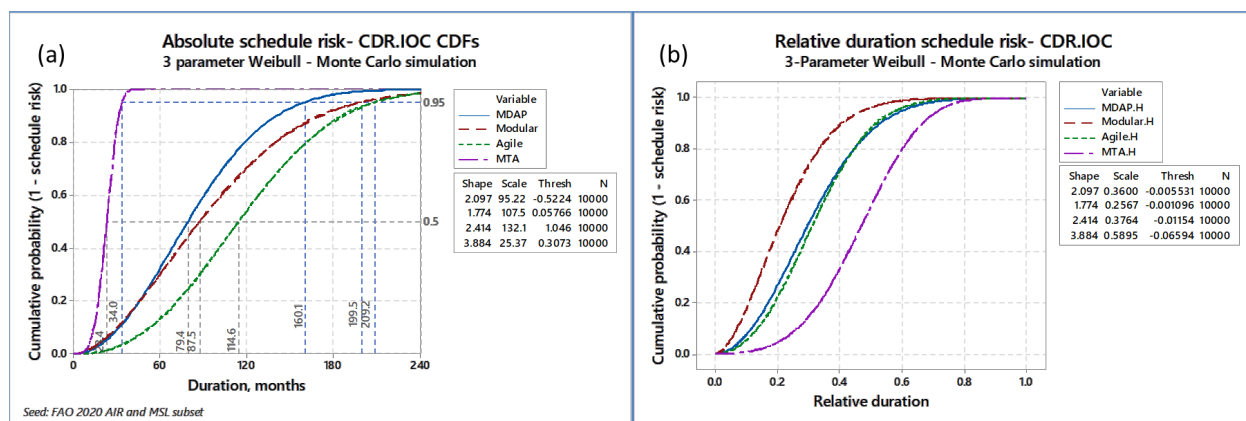 (a)
Absolute schedule risk- CDR.IOC CDFs
3 parameter Weibull - Monte Carlo simulation
Cumulative probability (1 - schedule risk)
1.0
0.8
0.6
0.4
0.2
0.0
0.95
0.5
34.0
79.4
87.5
114.6
160.1
199.5
209.2
0 60 120 180 240
Duration, months
Variable
MDAP
Modular
Agile
MTA
Shape Scale Thresh N
2.097 95.22 -0.5224 10000
1.774 107.5 0.05766 10000
2.414 132.1 1.046 10000
3.884 25.37 0.3073 10000
Seed: FAO 2020 AIR and MSL subset
(b)
Relative duration schedule risk- CDR.IOC
3-Parameter Weibull - Monte Carlo simulation
Cumulative probability (1 - schedule risk)
1.0
0.8
0.6
0.4
0.2
0.0
0.0 0.2 0.4 0.6 0.8 1.0
Relative duration
Variable
MDAP.H
Modular.H
Agile.H
MTA.H
Shape Scale Thresh N
2.097 0.3600 -0.005531 10000
1.774 0.2567 -0.001096 10000
2.414 0.3764 -0.01154 10000
3.884 0.5895 -0.06594 10000